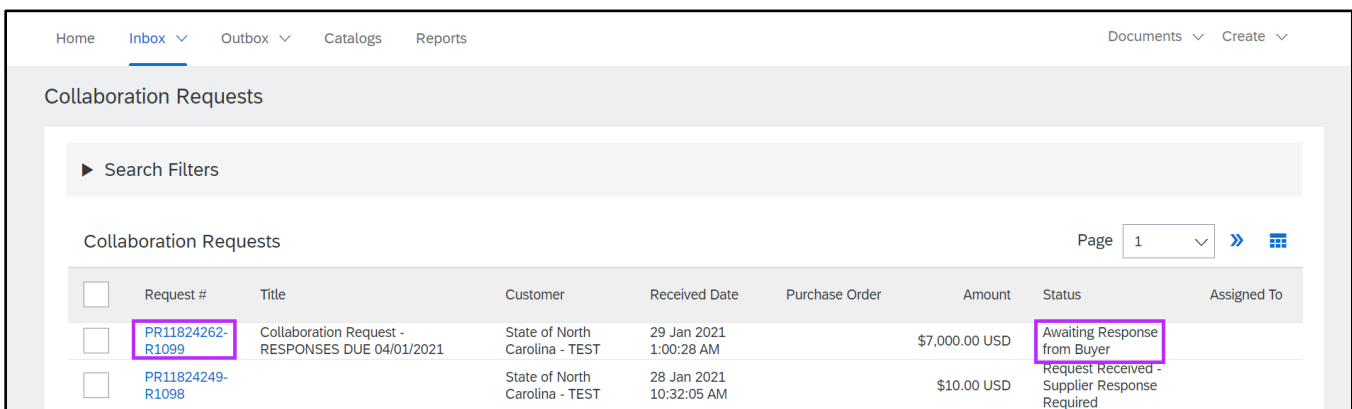 Home Inbox Outbox Catalogs Reports Documents Create
Collaboration Requests
Search Filters
Collaboration Requests Page 1
Request # Title Customer Received Date Purchase Order Amount Status Assigned To
PR11824262- Collaboration Request - State of North 29 Jan 2021 $7,000.00 USD Awaiting Response
R1099 RESPONSES DUE 04/01/2021 Carolina - TEST 1:00:28 AM from Buyer
PR11824249- State of North 28 Jan 2021 $10.00 USD Request Received -
R1098 Carolina - TEST 10:32:05 AM Supplier Response
Required